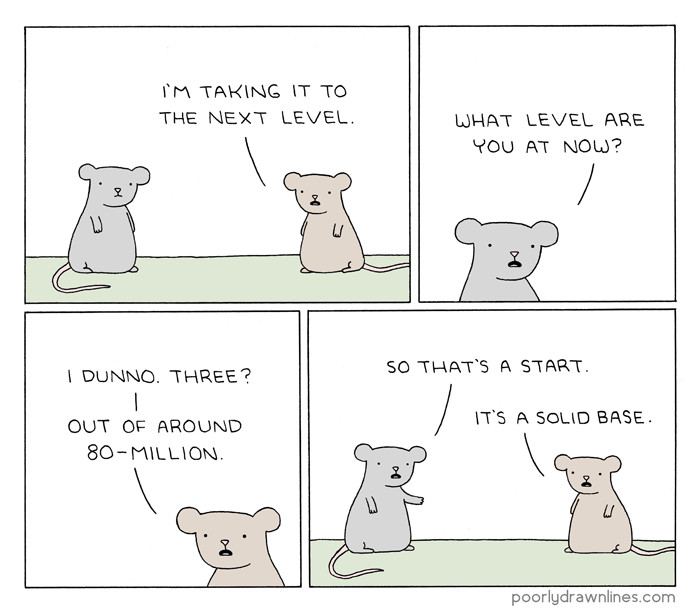 I'M TAKING IT TO
THE NEXT LEVEL.
WHAT LEVEL ARE
YOU AT NOW?
I DUNNO. THREE?
OUT OF AROUND
80-MILLION.
SO THAT'S A START.
IT'S A SOLID BASE.
poorlydrawnlines.com